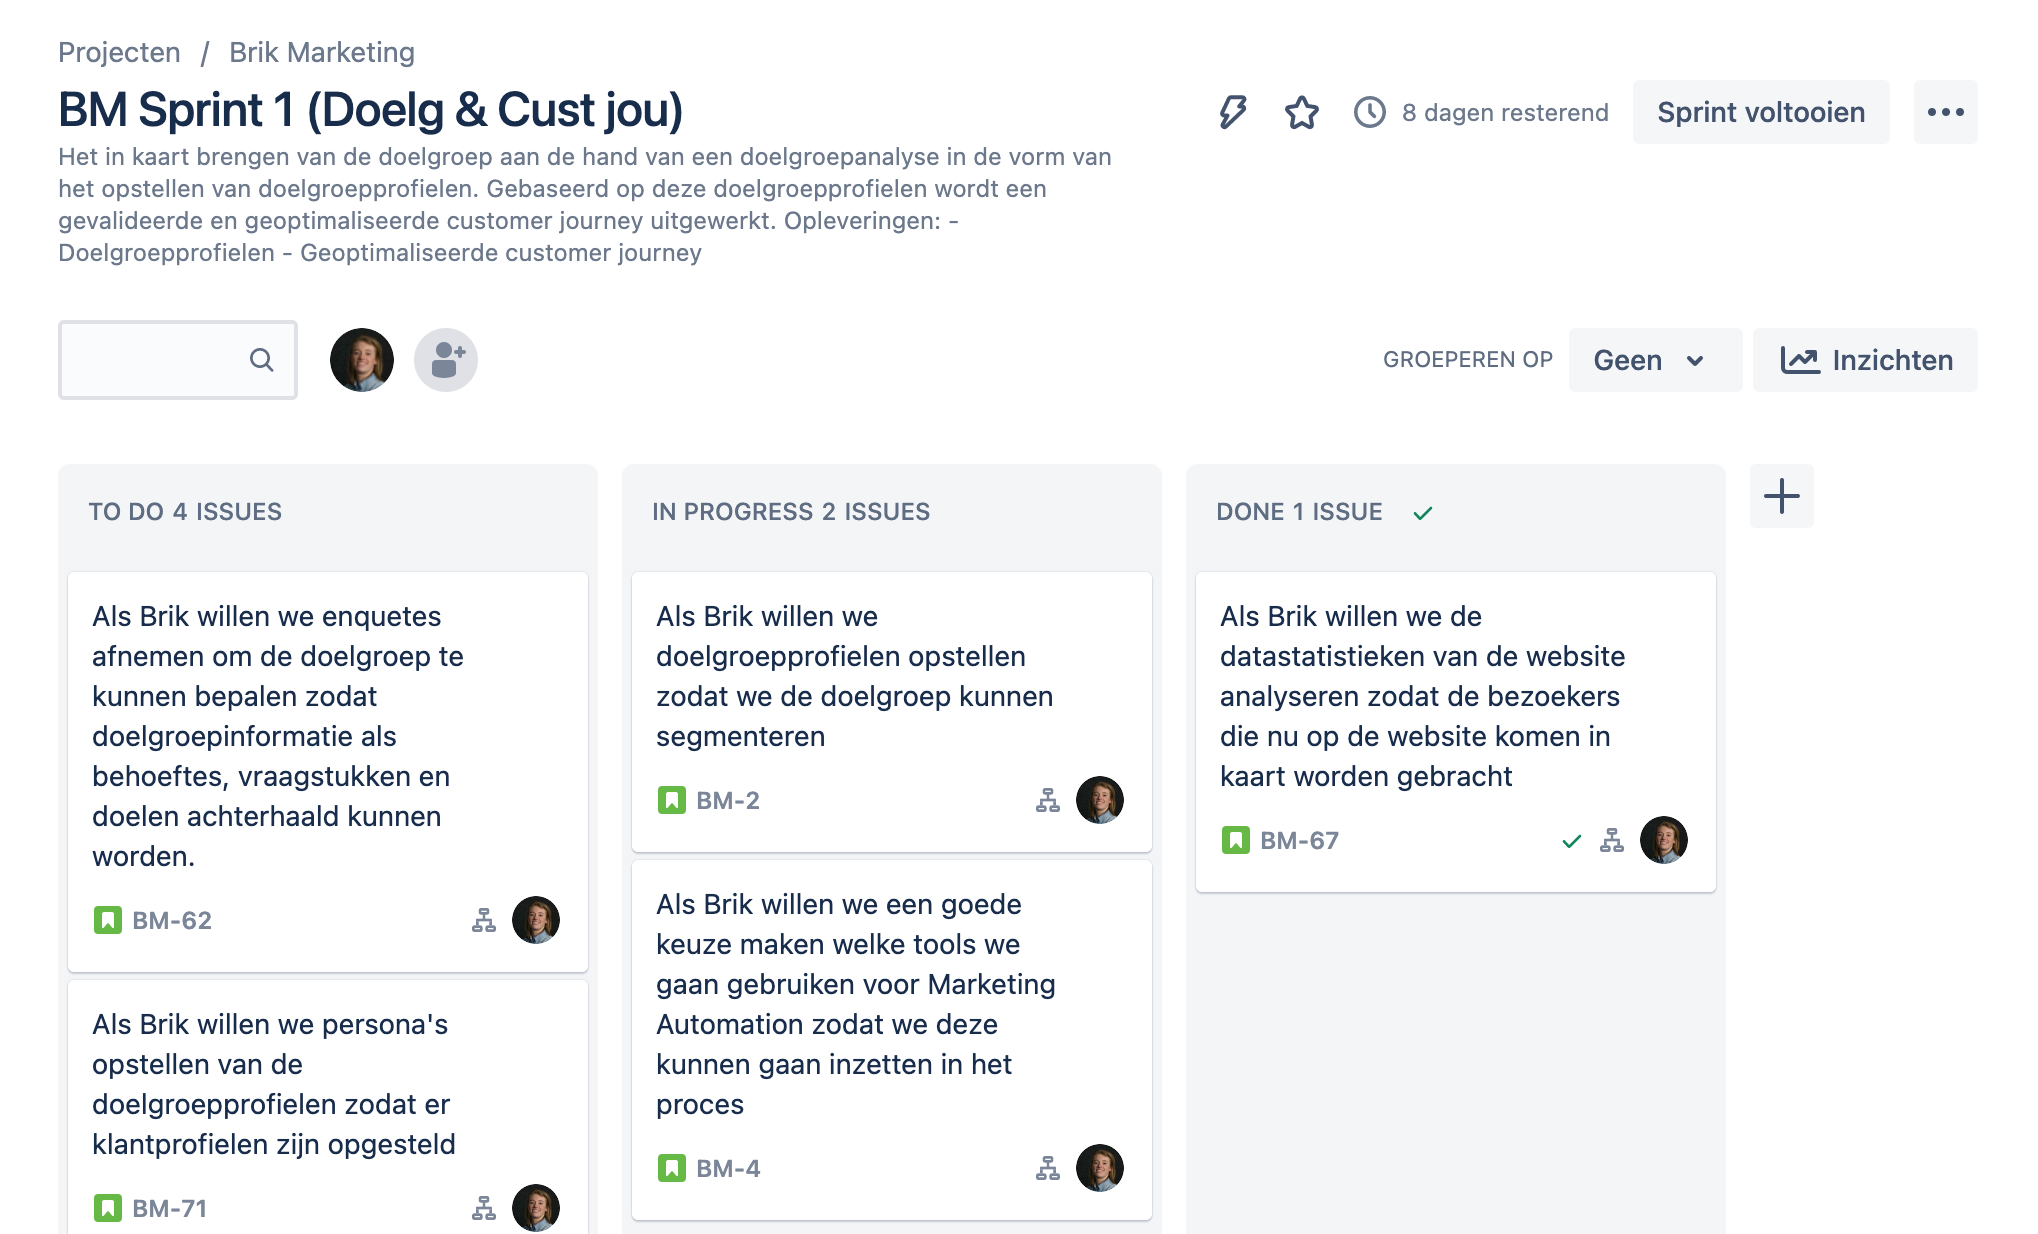 Projecten / Brik Marketing
BM Sprint 1 (Doelg & Cust jou)
8 dagen resterend
Sprint voltooien
Het in kaart brengen van de doelgroep aan de hand van een doelgroepanalyse in de vorm van
het opstellen van doelgroepprofielen. Gebaseerd op deze doelgroepprofielen wordt een
gevalideerde en geoptimaliseerde customer journey uitgewerkt. Opleveringen: -
Doelgroepprofielen - Geoptimaliseerde customer journey
GROEPEREN OP
Geen
Inzichten
TO DO 4 ISSUES
Als Brik willen we enquetes
afnemen om de doelgroep te
kunnen bepalen zodat
doelgroepinformatie als
behoeftes, vraagstukken en
doelen achterhaald kunnen
worden.
BM-62
Als Brik willen we persona's
opstellen van de
doelgroepprofielen zodat er
klantprofielen zijn opgesteld
BM-71
IN PROGRESS 2 ISSUES
Als Brik willen we
doelgroepprofielen opstellen
zodat we de doelgroep kunnen
segmenteren
BM-2
Als Brik willen we een goede
keuze maken welke tools we
gaan gebruiken voor Marketing
Automation zodat we deze
kunnen gaan inzetten in het
proces
BM-4
DONE 1 ISSUE
Als Brik willen we de
datastatistieken van de website
analyseren zodat de bezoekers
die nu op de website komen in
kaart worden gebracht
BM-67